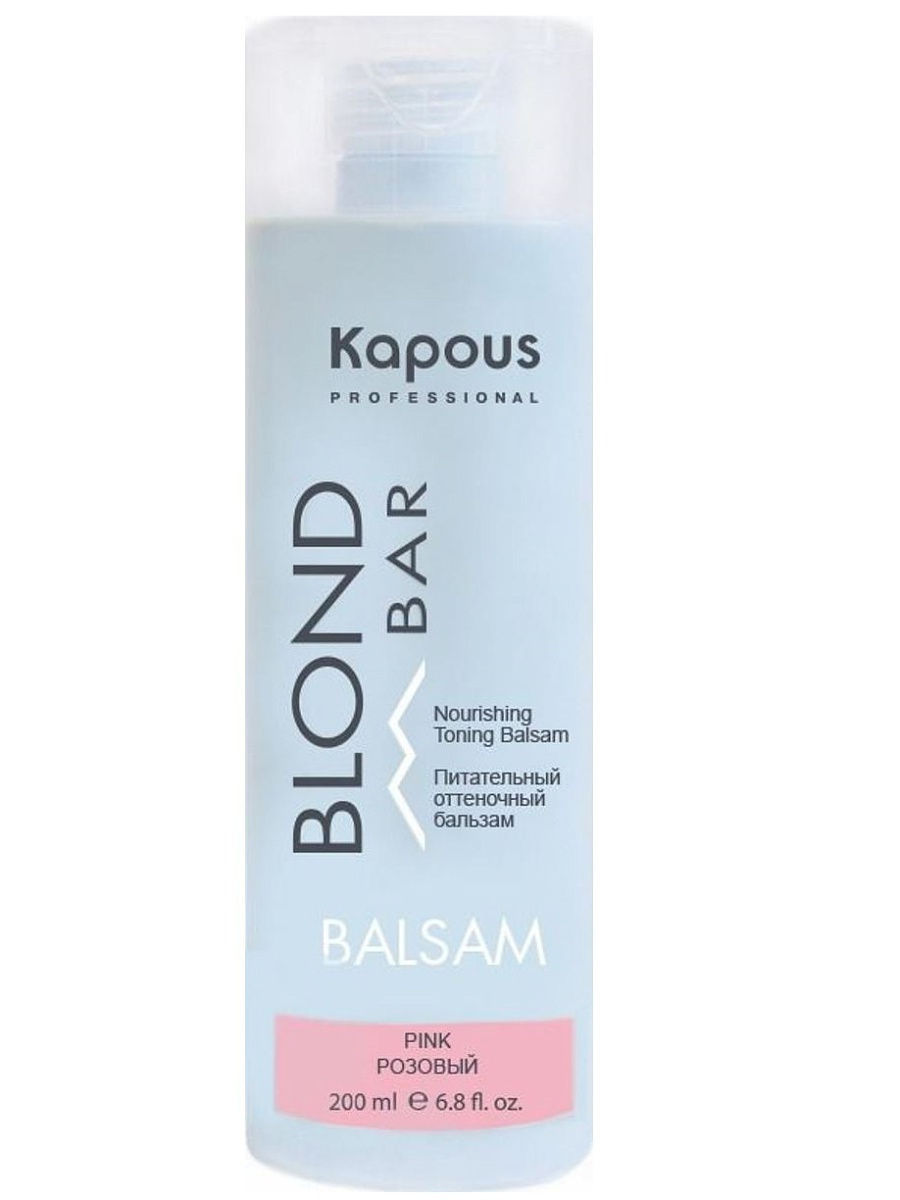 Kapous
PROFESSIONAL
BLOND
BAR
Nourishing
Toning Balsam
Питательный
оттеночный
бальзам
BALSAM
PINK
РОЗОВЫЙ
200 ml ℮ 6.8 fl. oz.